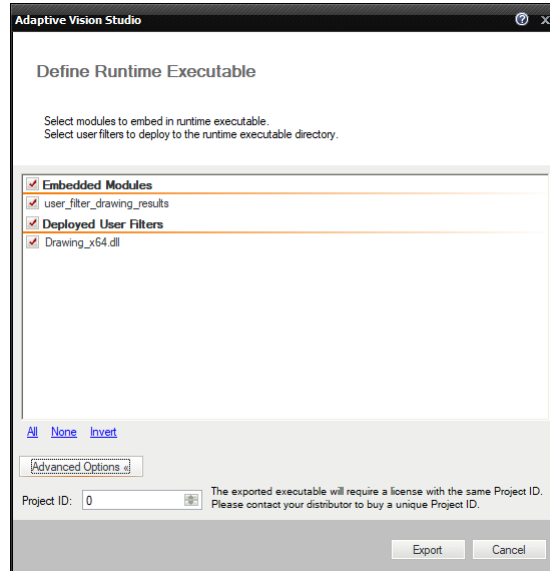 Adaptive Vision Studio
Define Runtime Executable
Select modules to embed in runtime executable.
Select user filters to deploy to the runtime executable directory.
Embedded Modules
user_filter_drawing_results
Deployed User Filters
Drawing_x64.dll
All None Invert
Advanced Options «
Project ID: 0 The exported executable will require a license with the same Project ID.
Please contact your distributor to buy a unique Project ID.
Export Cancel